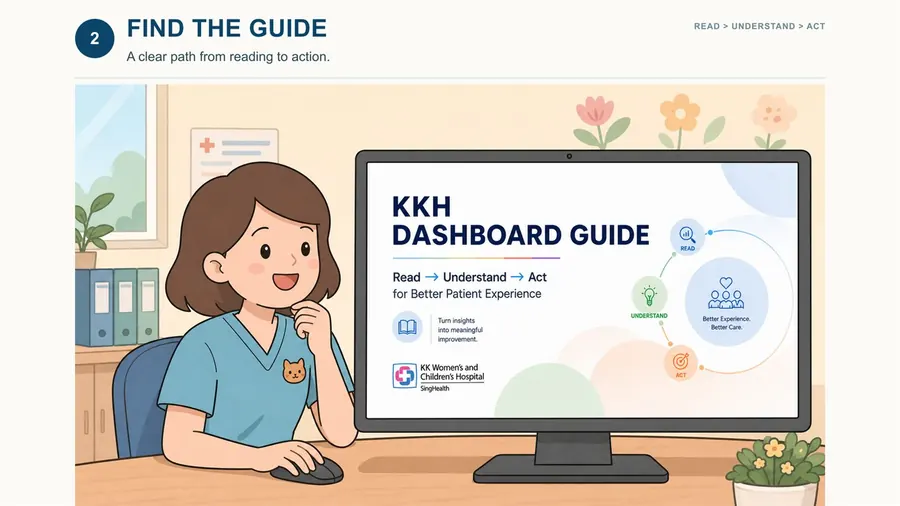 2
FIND THE GUIDE
A clear path from reading to action.
READ > UNDERSTAND > ACT
KKH
DASHBOARD GUIDE
Read → Understand → Act
for Better Patient Experience
Turn insights
into meaningful
improvement.
KK Women's and
Children's Hospital
SingHealth
READ
UNDERSTAND
ACT
Better Experience.
Better Care.